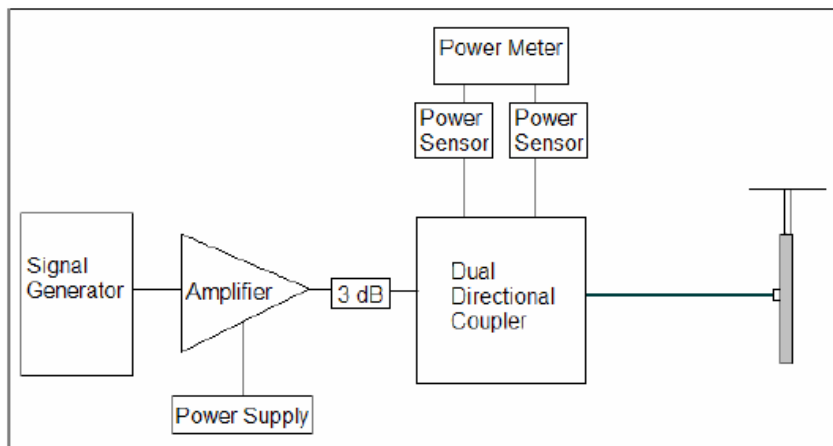 Power Meter
Power
Sensor
Power
Sensor
Signal
Generator
Amplifier
3 dB
Dual
Directional
Coupler
Power Supply